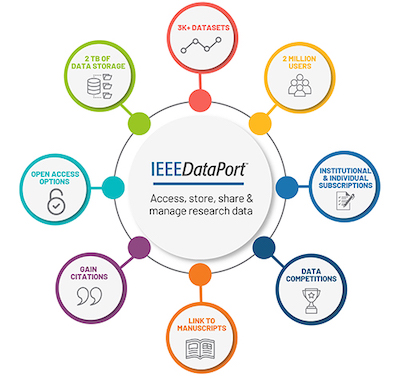 3K+ DATASETS
2 TB OF
DATA STORAGE
2 MILLION
USERS
OPEN ACCESS
OPTIONS
IEEEDataPort™
Access, store, share &
manage research data
INSTITUTIONAL
& INDIVIDUAL
SUBSCRIPTIONS
GAIN
CITATIONS
DATA
COMPETITIONS
LINK TO
MANUSCRIPTS